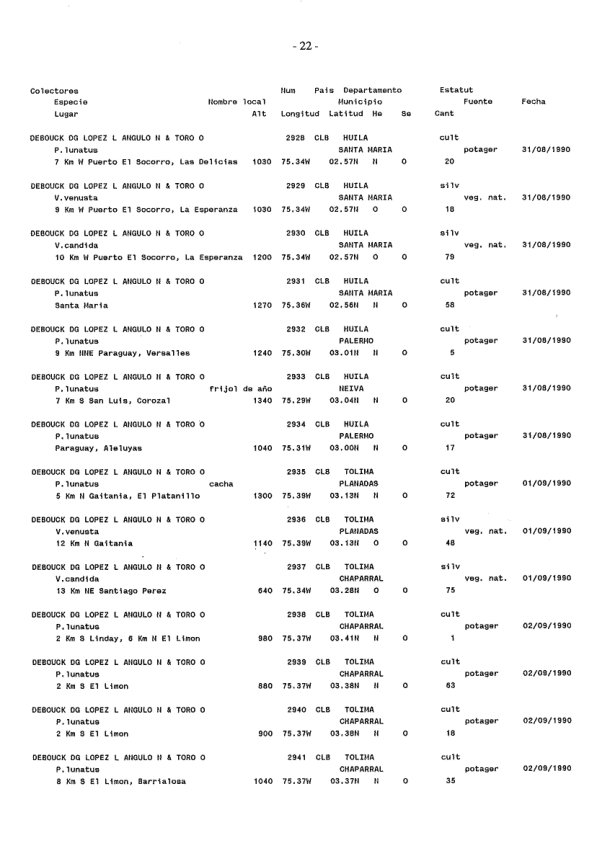 - 22 -
Colectores Num Pais Departamento Estatut
Especie Nombre local Municipio Fuente Fecha
Lugar Alt Longitud Latitud He Se Cant
DEBOUCK DG LOPEZ L ANGULO N & TORO O 2928 CLB HUILA cult
P.lunatus SANTA MARIA potager 31/08/1990
7 Km W Puerto El Socorro, Las Delicias 1030 75.34W 02.57N N O 20
DEBOUCK DG LOPEZ L ANGULO N & TORO O 2929 CLB HUILA silv
V.venusta SANTA MARIA veg. nat. 31/08/1990
9 Km W Puerto El Socorro, La Esperanza 1030 75.34W 02.57N O O 18
DEBOUCK DG LOPEZ L ANGULO N & TORO O 2930 CLB HUILA silv
V.candida SANTA MARIA veg. nat. 31/08/1990
10 Km W Puerto El Socorro, La Esperanza 1200 75.34W 02.57N O O 79
DEBOUCK DG LOPEZ L ANGULO N & TORO O 2931 CLB HUILA cult
P.lunatus SANTA MARIA potager 31/08/1990
Santa Maria 1270 75.36W 02.56N N O 58
DEBOUCK DG LOPEZ L ANGULO N & TORO O 2932 CLB HUILA cult
P.lunatus PALERMO potager 31/08/1990
9 Km NNE Paraguay, Versalles 1240 75.30W 03.01N N O 5
DEBOUCK DG LOPEZ L ANGULO N & TORO O 2933 CLB HUILA cult
P.lunatus frijol de año NEIVA potager 31/08/1990
7 Km S San Luis, Corozal 1340 75.29W 03.04N N O 20
DEBOUCK DG LOPEZ L ANGULO N & TORO O 2934 CLB HUILA cult
P.lunatus PALERMO potager 31/08/1990
Paraguay, Aleluyas 1040 75.31W 03.00N N O 17
DEBOUCK DG LOPEZ L ANGULO N & TORO O 2935 CLB TOLIMA cult
P.lunatus cacha PLANADAS potager 01/09/1990
5 Km N Gaitania, El Platanillo 1300 75.39W 03.13N N O 72
DEBOUCK DG LOPEZ L ANGULO N & TORO O 2936 CLB TOLIMA silv
V.venusta PLANADAS veg. nat. 01/09/1990
12 Km N Gaitania 1140 75.39W 03.13N O O 48
DEBOUCK DG LOPEZ L ANGULO N & TORO O 2937 CLB TOLIMA silv
V.candida CHAPARRAL veg. nat. 01/09/1990
13 Km NE Santiago Perez 640 75.34W 03.28N O O 75
DEBOUCK DG LOPEZ L ANGULO N & TORO O 2938 CLB TOLIMA cult
P.lunatus CHAPARRAL potager 02/09/1990
2 Km S Linday, 6 Km N El Limon 980 75.37W 03.41N N O 1
DEBOUCK DG LOPEZ L ANGULO N & TORO O 2939 CLB TOLIMA cult
P.lunatus CHAPARRAL potager 02/09/1990
2 Km S El Limon 880 75.37W 03.38N N O 63
DEBOUCK DG LOPEZ L ANGULO N & TORO O 2940 CLB TOLIMA cult
P.lunatus CHAPARRAL potager 02/09/1990
2 Km S El Limon 900 75.37W 03.38N N O 18
DEBOUCK DG LOPEZ L ANGULO N & TORO O 2941 CLB TOLIMA cult
P.lunatus CHAPARRAL potager 02/09/1990
8 Km S El Limon, Barrialosa 1040 75.37W 03.37N N O 35